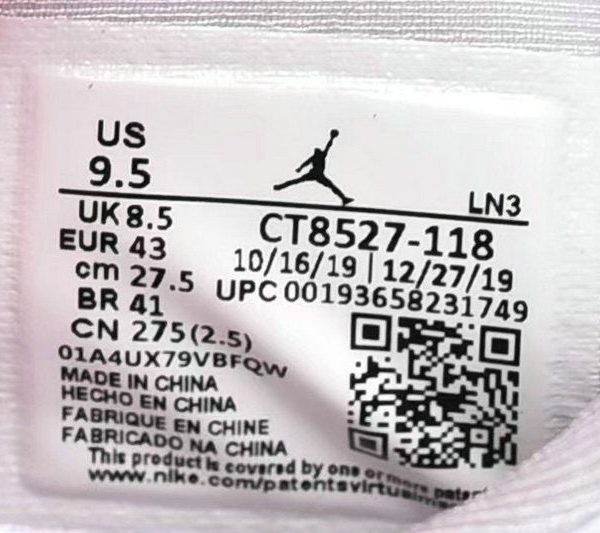 US
9.5
LN3
UK 8.5
CT8527-118
EUR 43
10/16/19 | 12/27/19
cm 27.5
UPC 00193658231749
BR 41
CN 275(2.5)
01A4UX79VBFQW
MADE IN CHINA
HECHO EN CHINA
FABRIQUE EN CHINE
FABRICADO NA CHINA
This product is covered by one or more
www.nike.com/patents